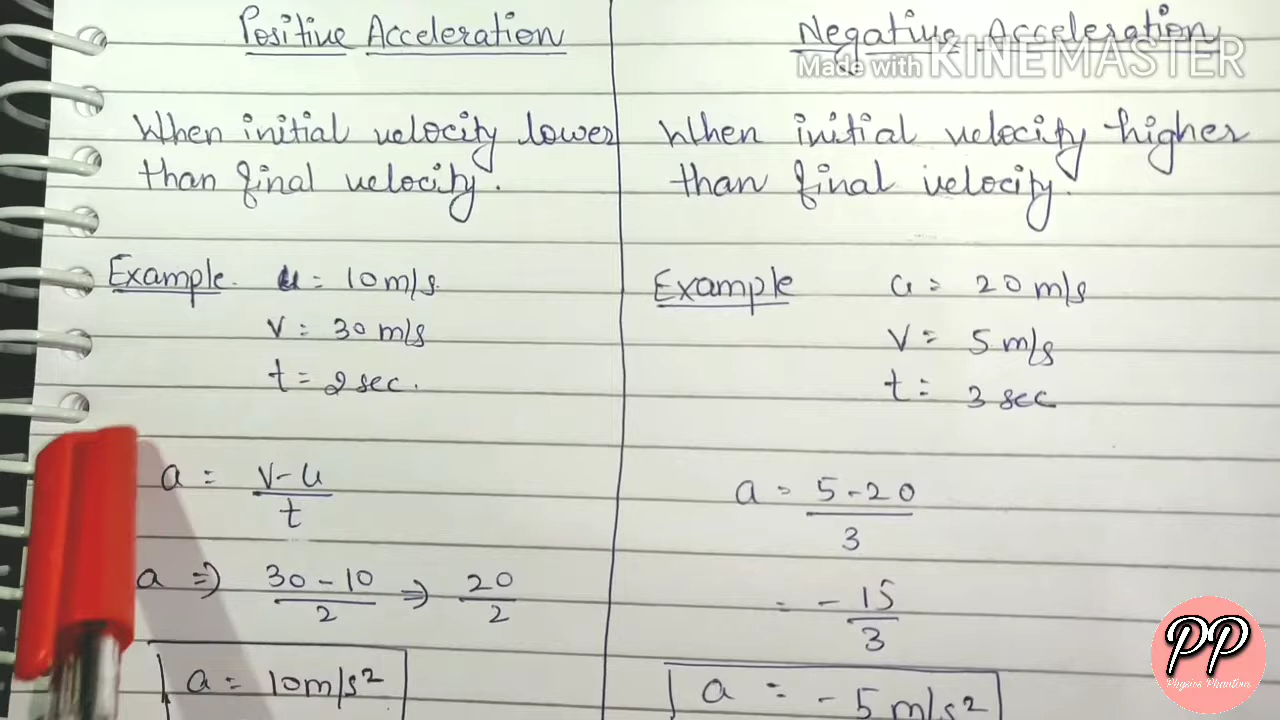 Positive Acceleration
When initial velocity lower
than final velocity.
Example. u = 10 m/s.
v = 30 m/s
t = 2 sec.
a = v-u / t
a ⇒ 30-10 / 2 ⇒ 20 / 2
a = 10 m/s²
Negative Acceleration
Made with KINEMASTER
When initial velocity higher
than final velocity.
Example u = 20 m/s
v = 5 m/s
t = 3 sec
a = 5-20 / 3
= -15 / 3
a = -5 m/s²
PP
Physics Phantom